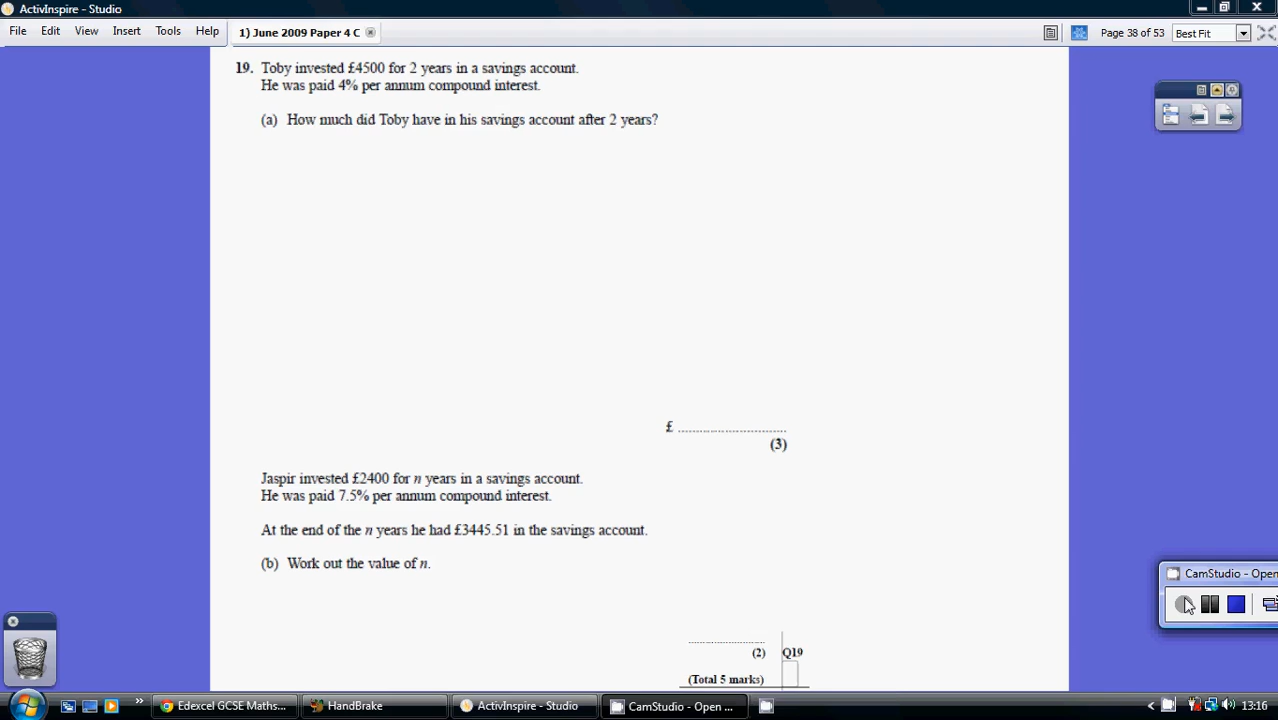 ActivInspire - Studio
File Edit View Insert Tools Help
1) June 2009 Paper 4 C
Page 38 of 53
Best Fit
19. Toby invested £4500 for 2 years in a savings account.
He was paid 4% per annum compound interest.
(a) How much did Toby have in his savings account after 2 years?
£ ................................
(3)
Jaspir invested £2400 for n years in a savings account.
He was paid 7.5% per annum compound interest.
At the end of the n years he had £3445.51 in the savings account.
(b) Work out the value of n.
CamStudio - Open
................................
(2) Q19
(Total 5 marks)
Edexcel GCSE Maths... HandBrake ActivInspire - Studio CamStudio - Open ... 13:16